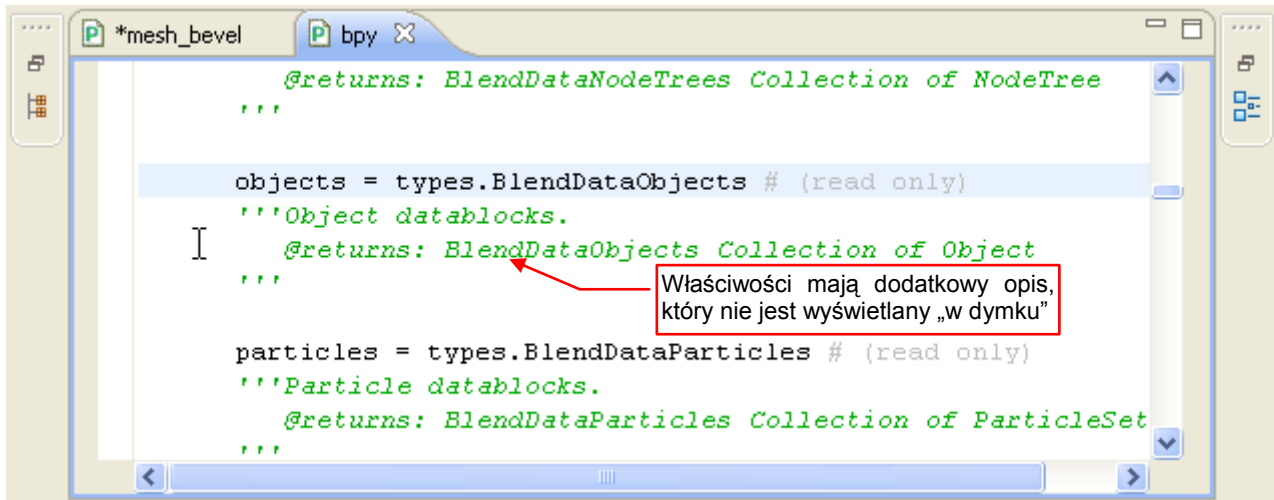 *mesh_bevel
bpy
@returns: BlendDataNodeTrees Collection of NodeTree
'''
objects = types.BlendDataObjects # (read only)
'''Object datablocks.
@returns: BlendDataObjects Collection of Object
'''
Właściwości mają dodatkowy opis,
który nie jest wyświetlany „w dymku”
particles = types.BlendDataParticles # (read only)
'''Particle datablocks.
@returns: BlendDataParticles Collection of ParticleSet
'''